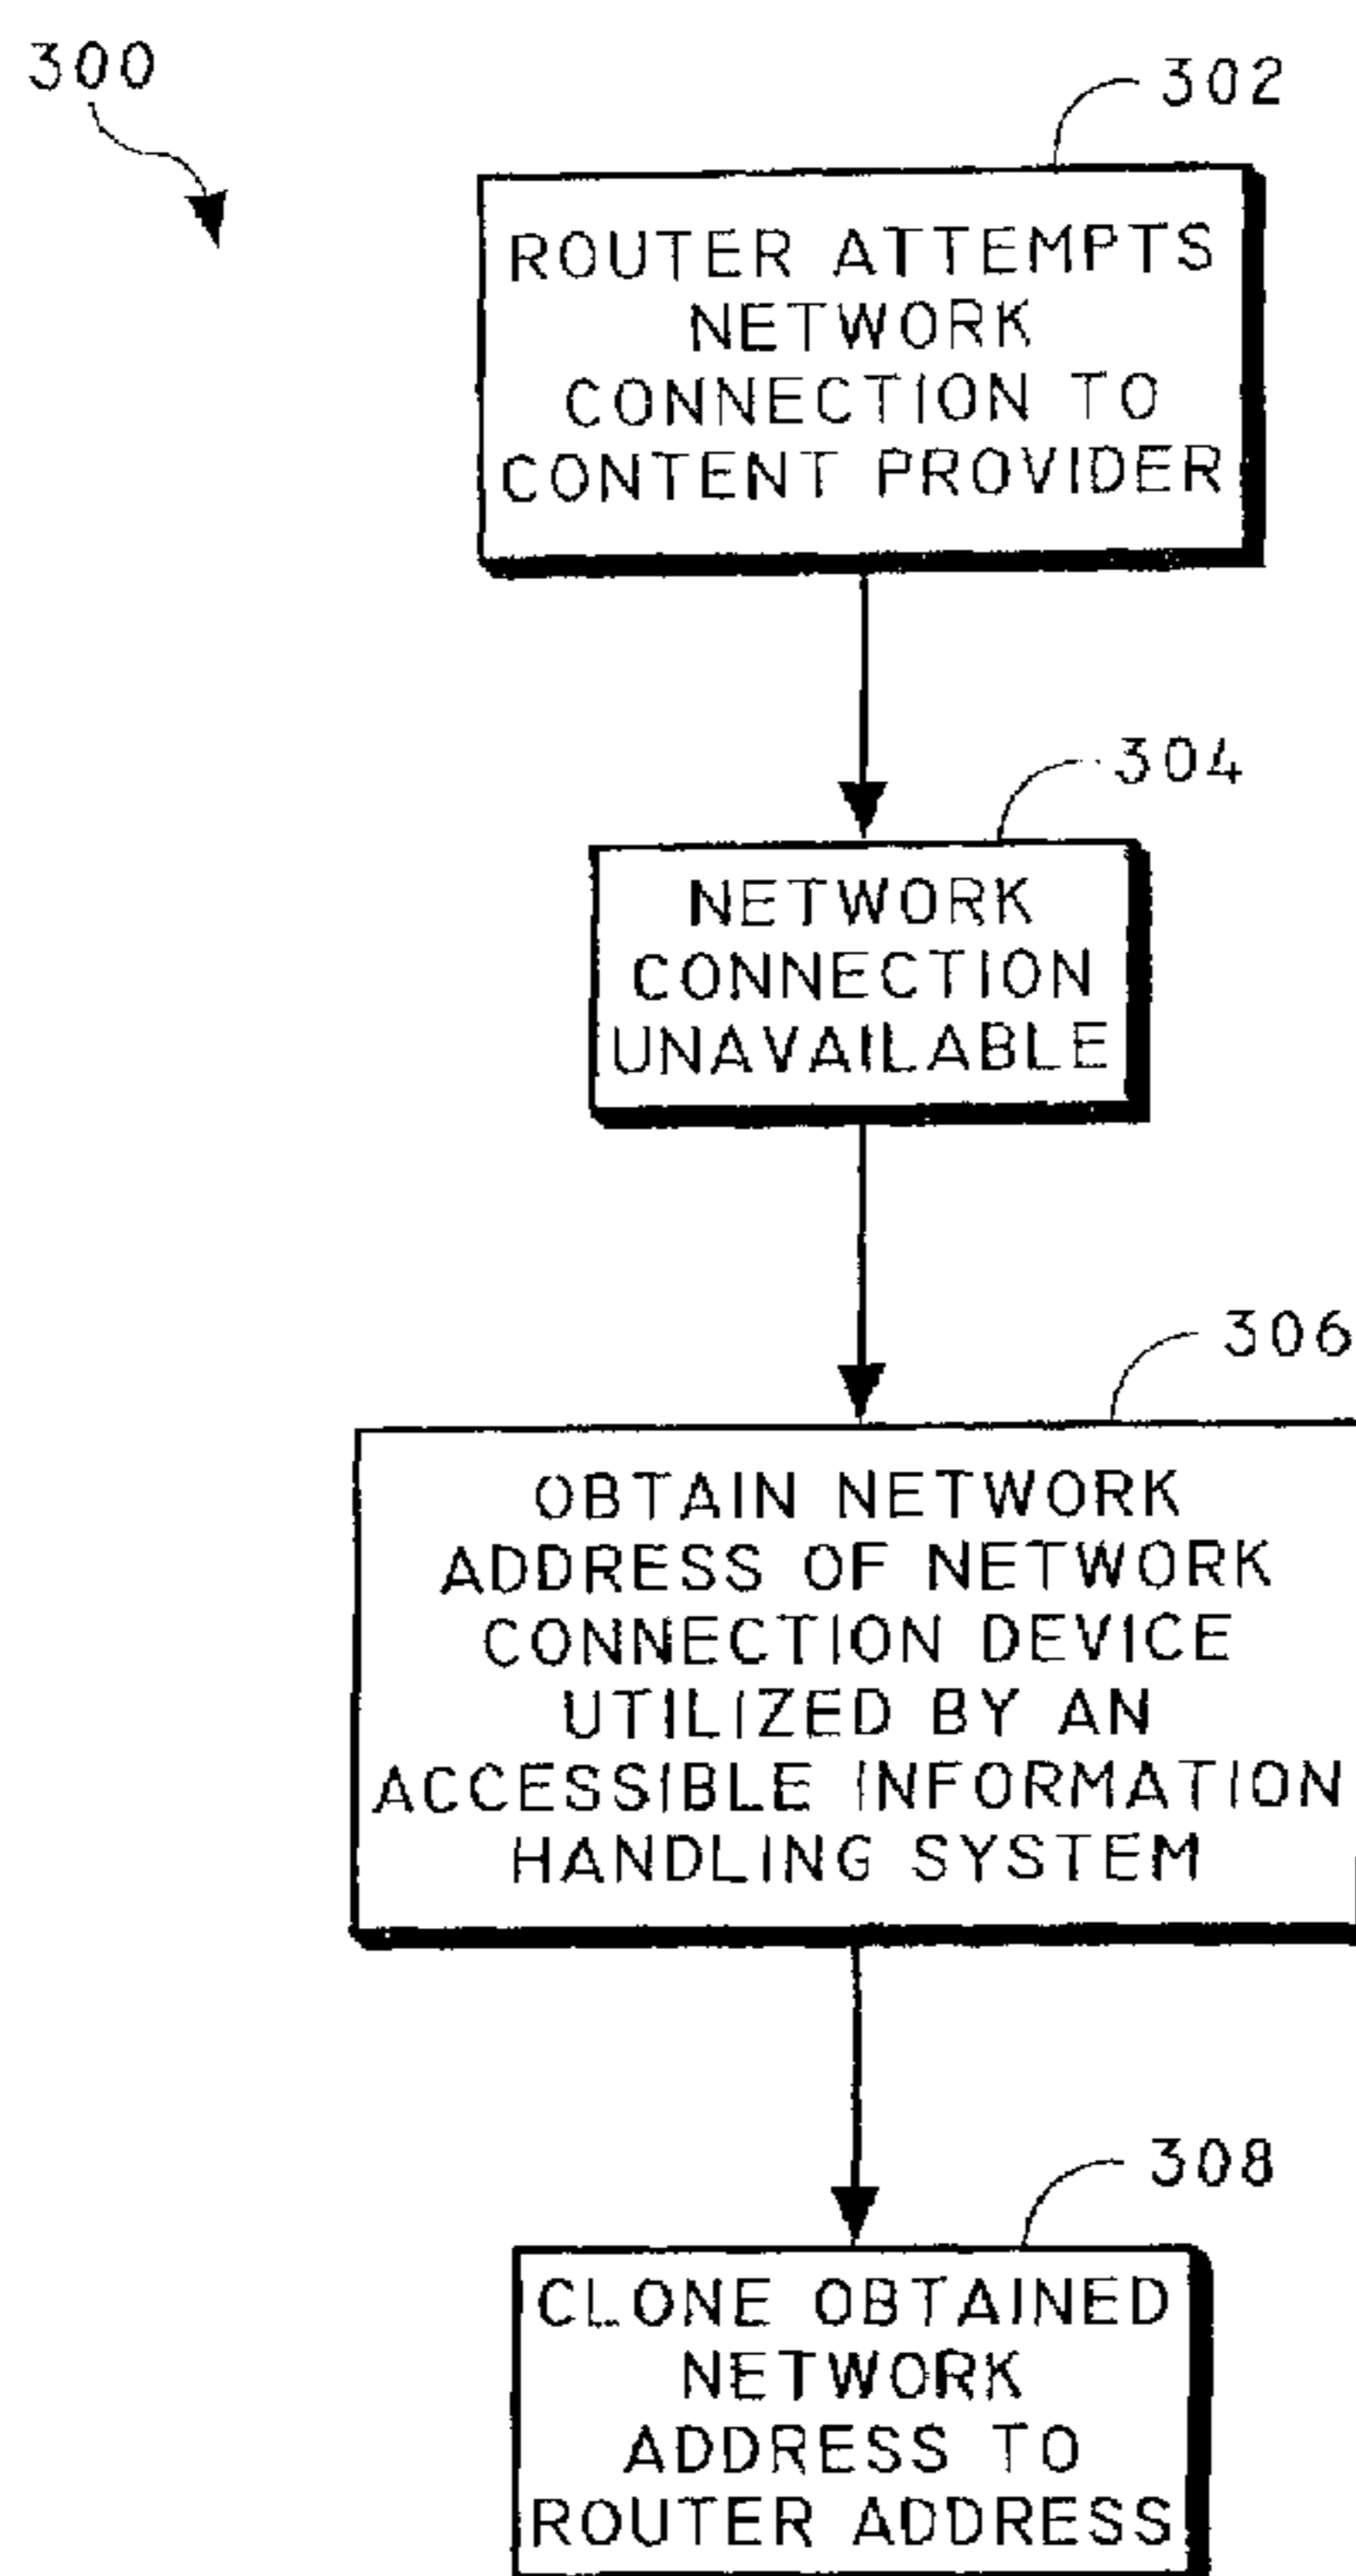 300
302
ROUTER ATTEMPTS
NETWORK
CONNECTION TO
CONTENT PROVIDER
304
NETWORK
CONNECTION
UNAVAILABLE
306
OBTAIN NETWORK
ADDRESS OF NETWORK
CONNECTION DEVICE
UTILIZED BY AN
ACCESSIBLE INFORMATION
HANDLING SYSTEM
308
CLONE OBTAINED
NETWORK
ADDRESS TO
ROUTER ADDRESS